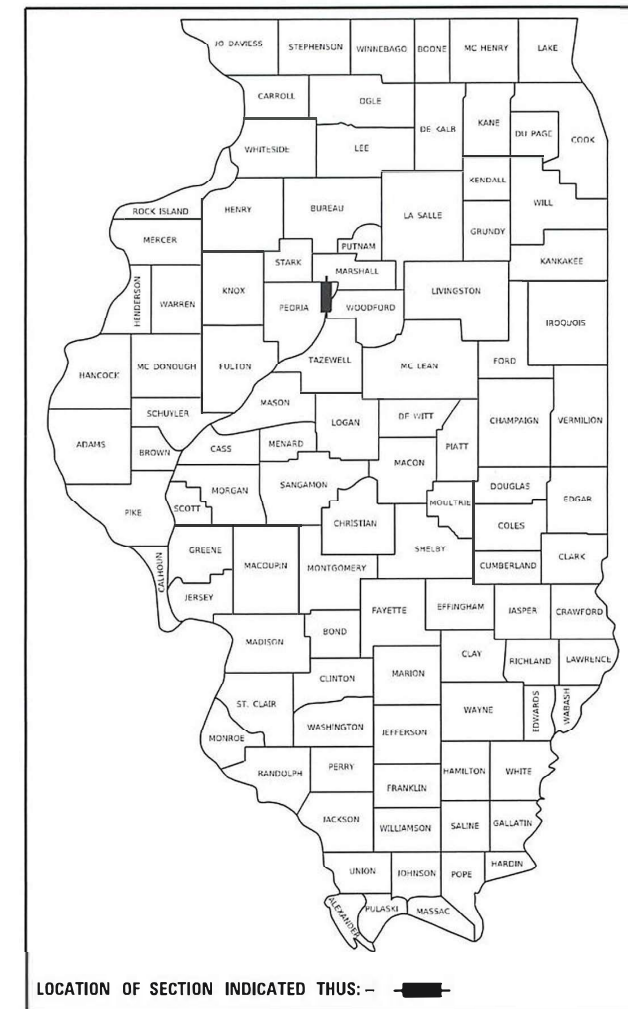 JO DAVIESS
STEPHENSON
WINNEBAGO
BOONE
MC HENRY
LAKE
CARROLL
OGLE
DE KALB
KANE
DU PAGE
COOK
WHITESIDE
LEE
KENDALL
WILL
ROCK ISLAND
HENRY
BUREAU
LA SALLE
GRUNDY
MERCER
PUTNAM
KANKAKEE
STARK
MARSHALL
HENDERSON
WARREN
KNOX
PEORIA
WOODFORD
LIVINGSTON
IROQUOIS
HANCOCK
MC DONOUGH
FULTON
TAZEWELL
MC LEAN
FORD
MASON
SCHUYLER
LOGAN
DE WITT
CHAMPAIGN
VERMILION
ADAMS
BROWN
CASS
MENARD
PIATT
MACON
MORGAN
SANGAMON
DOUGLAS
EDGAR
PIKE
SCOTT
MOULTRIE
CHRISTIAN
COLES
GREENE
MACOUPIN
MONTGOMERY
SHELBY
CLARK
CALHOUN
CUMBERLAND
JERSEY
FAYETTE
EFFINGHAM
JASPER
CRAWFORD
MADISON
BOND
CLAY
RICHLAND
LAWRENCE
CLINTON
MARION
ST. CLAIR
WAYNE
EDWARDS
WABASH
WASHINGTON
JEFFERSON
MONROE
RANDOLPH
PERRY
HAMILTON
WHITE
FRANKLIN
JACKSON
WILLIAMSON
SALINE
GALLATIN
UNION
JOHNSON
POPE
HARDIN
ALEXANDER
PULASKI
MASSAC
LOCATION OF SECTION INDICATED THUS: –